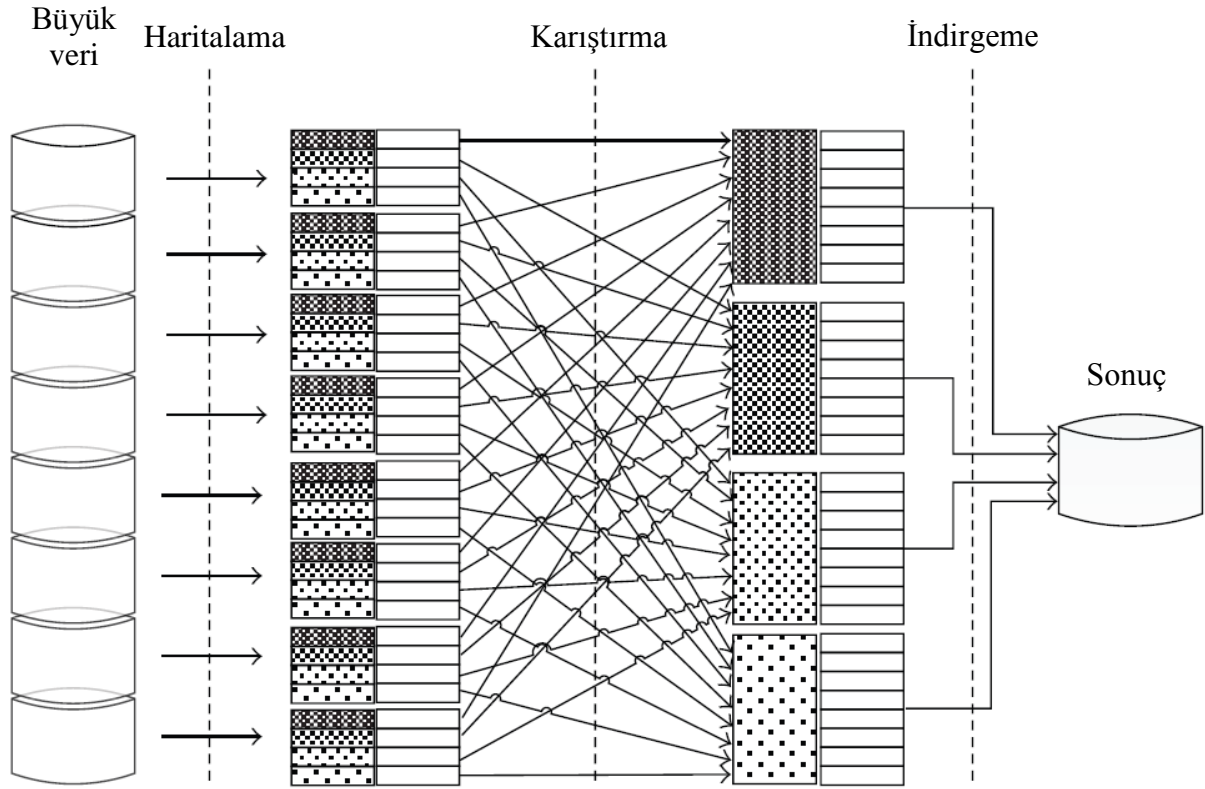 Büyük
veri
Haritalama
Karıştırma
İndirgeme
Sonuç